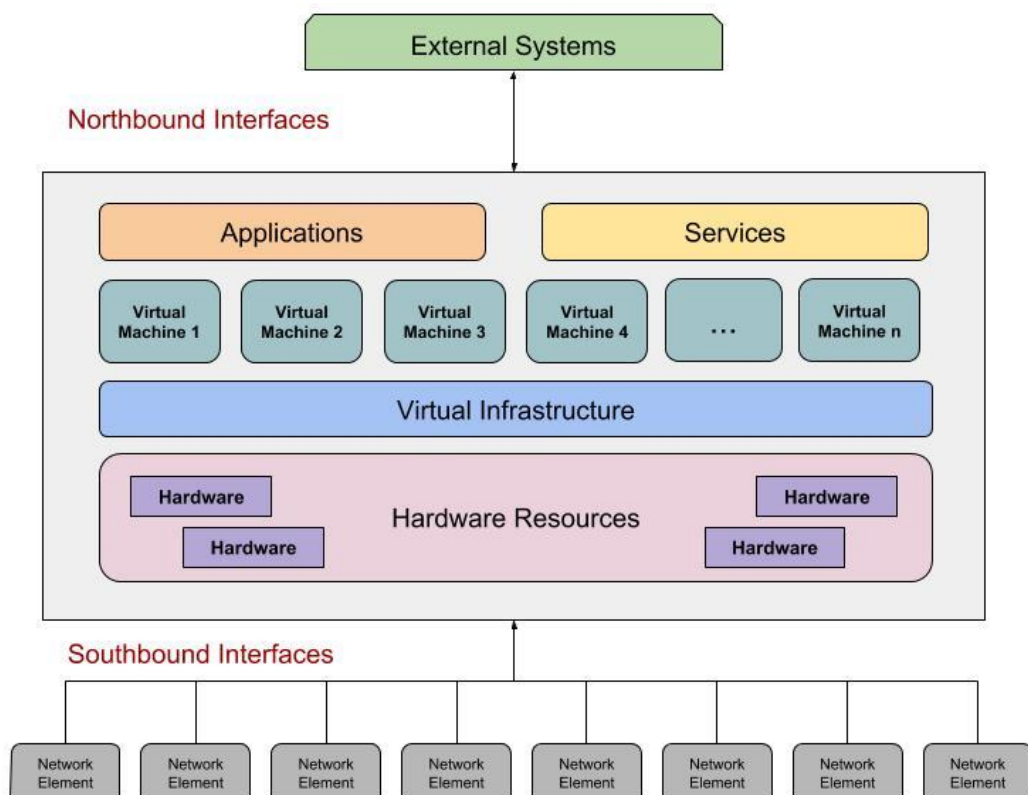 External Systems
Northbound Interfaces
Applications
Services
Virtual
Machine 1
Virtual
Machine 2
Virtual
Machine 3
Virtual
Machine 4
...
Virtual
Machine n
Virtual Infrastructure
Hardware
Hardware
Hardware Resources
Hardware
Hardware
Southbound Interfaces
Network
Element
Network
Element
Network
Element
Network
Element
Network
Element
Network
Element
Network
Element
Network
Element